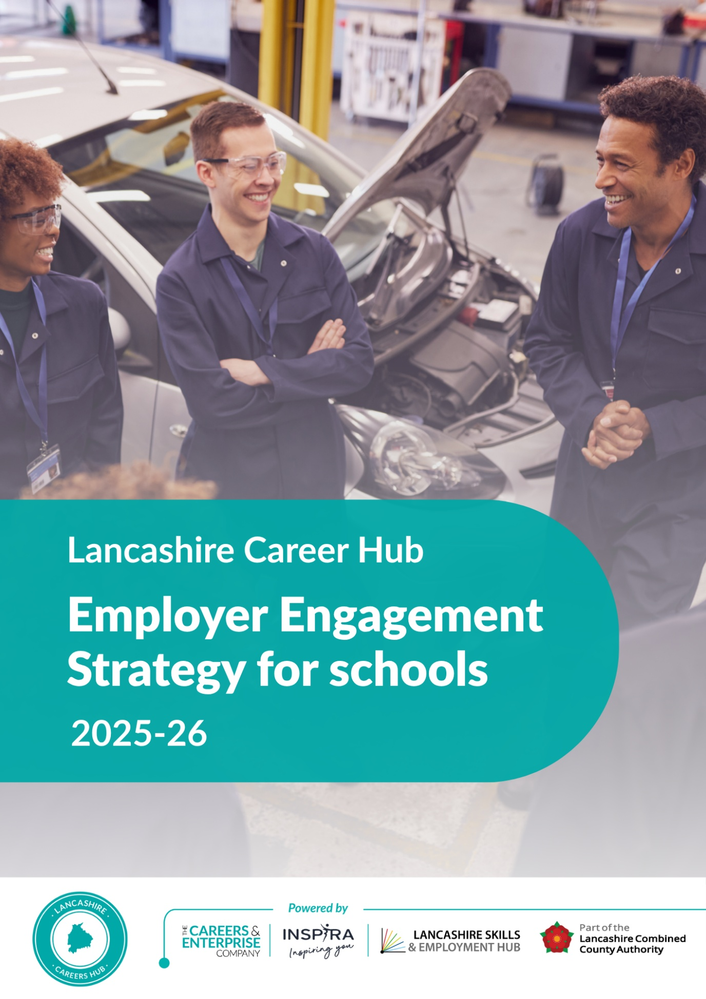 Lancashire Career Hub
Employer Engagement
Strategy for schools
2025-26
· LANCASHIRE ·
· CAREERS HUB ·
Powered by
THE CAREERS &
ENTERPRISE
COMPANY
INSPIRA
Inspiring you
LANCASHIRE SKILLS
& EMPLOYMENT HUB
Part of the
Lancashire Combined
County Authority